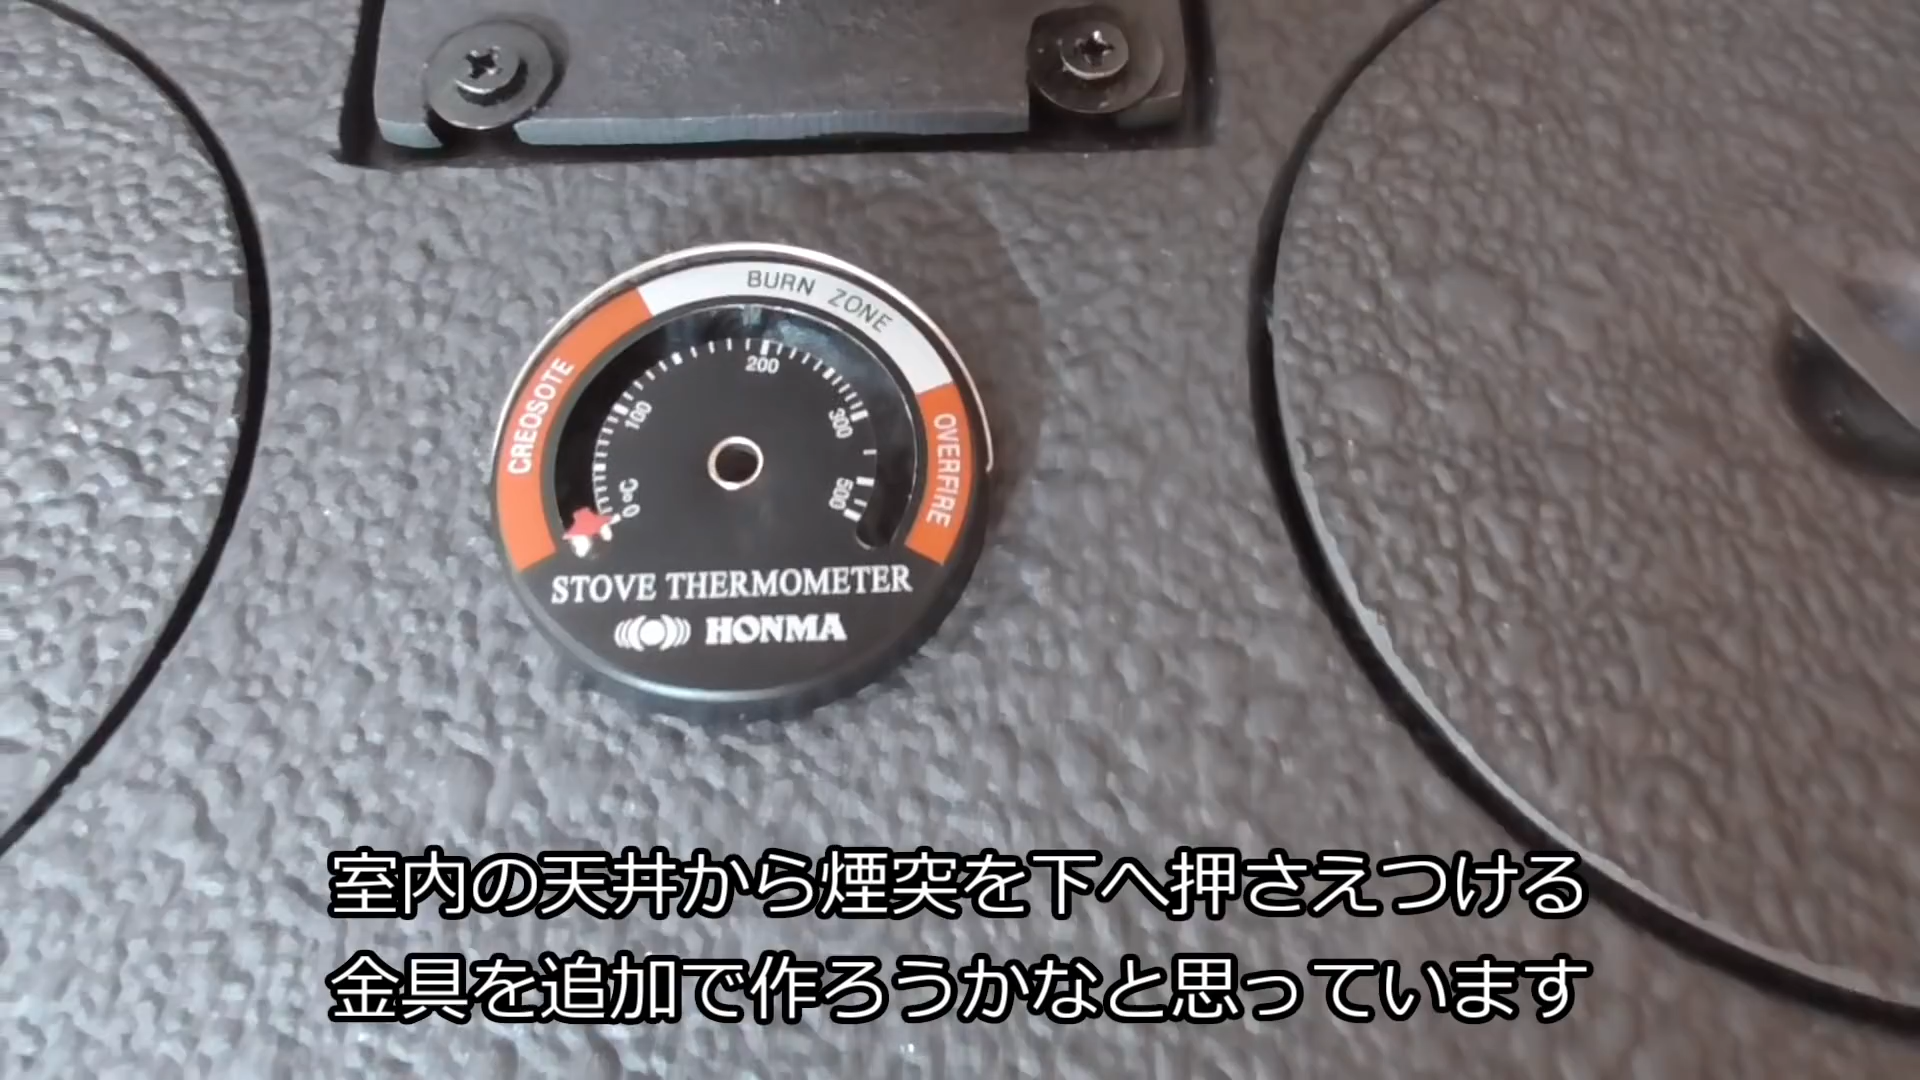 BURN ZONE
CREOSOTE
OVERFIRE
0°C
100
200
300
500
STOVE THERMOMETER
HONMA
室内の天井から煙突を下へ押さえつける
金具を追加で作ろうかなと思っています